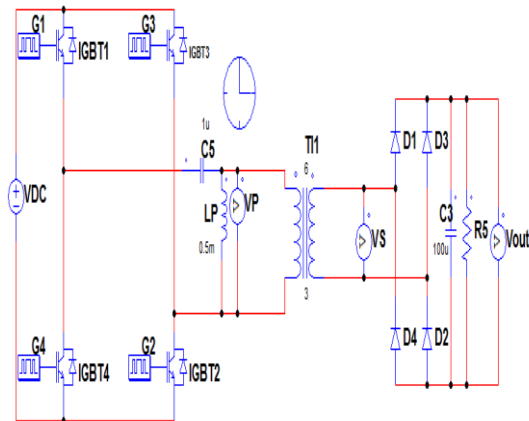 G1
IGBT1
G3
IGBT3
1u
C5
TI1
6
D1
D3
VDC
LP
VP
0.5m
VS
C3
100u
R5
Vout
3
G4
IGBT4
G2
IGBT2
D4
D2